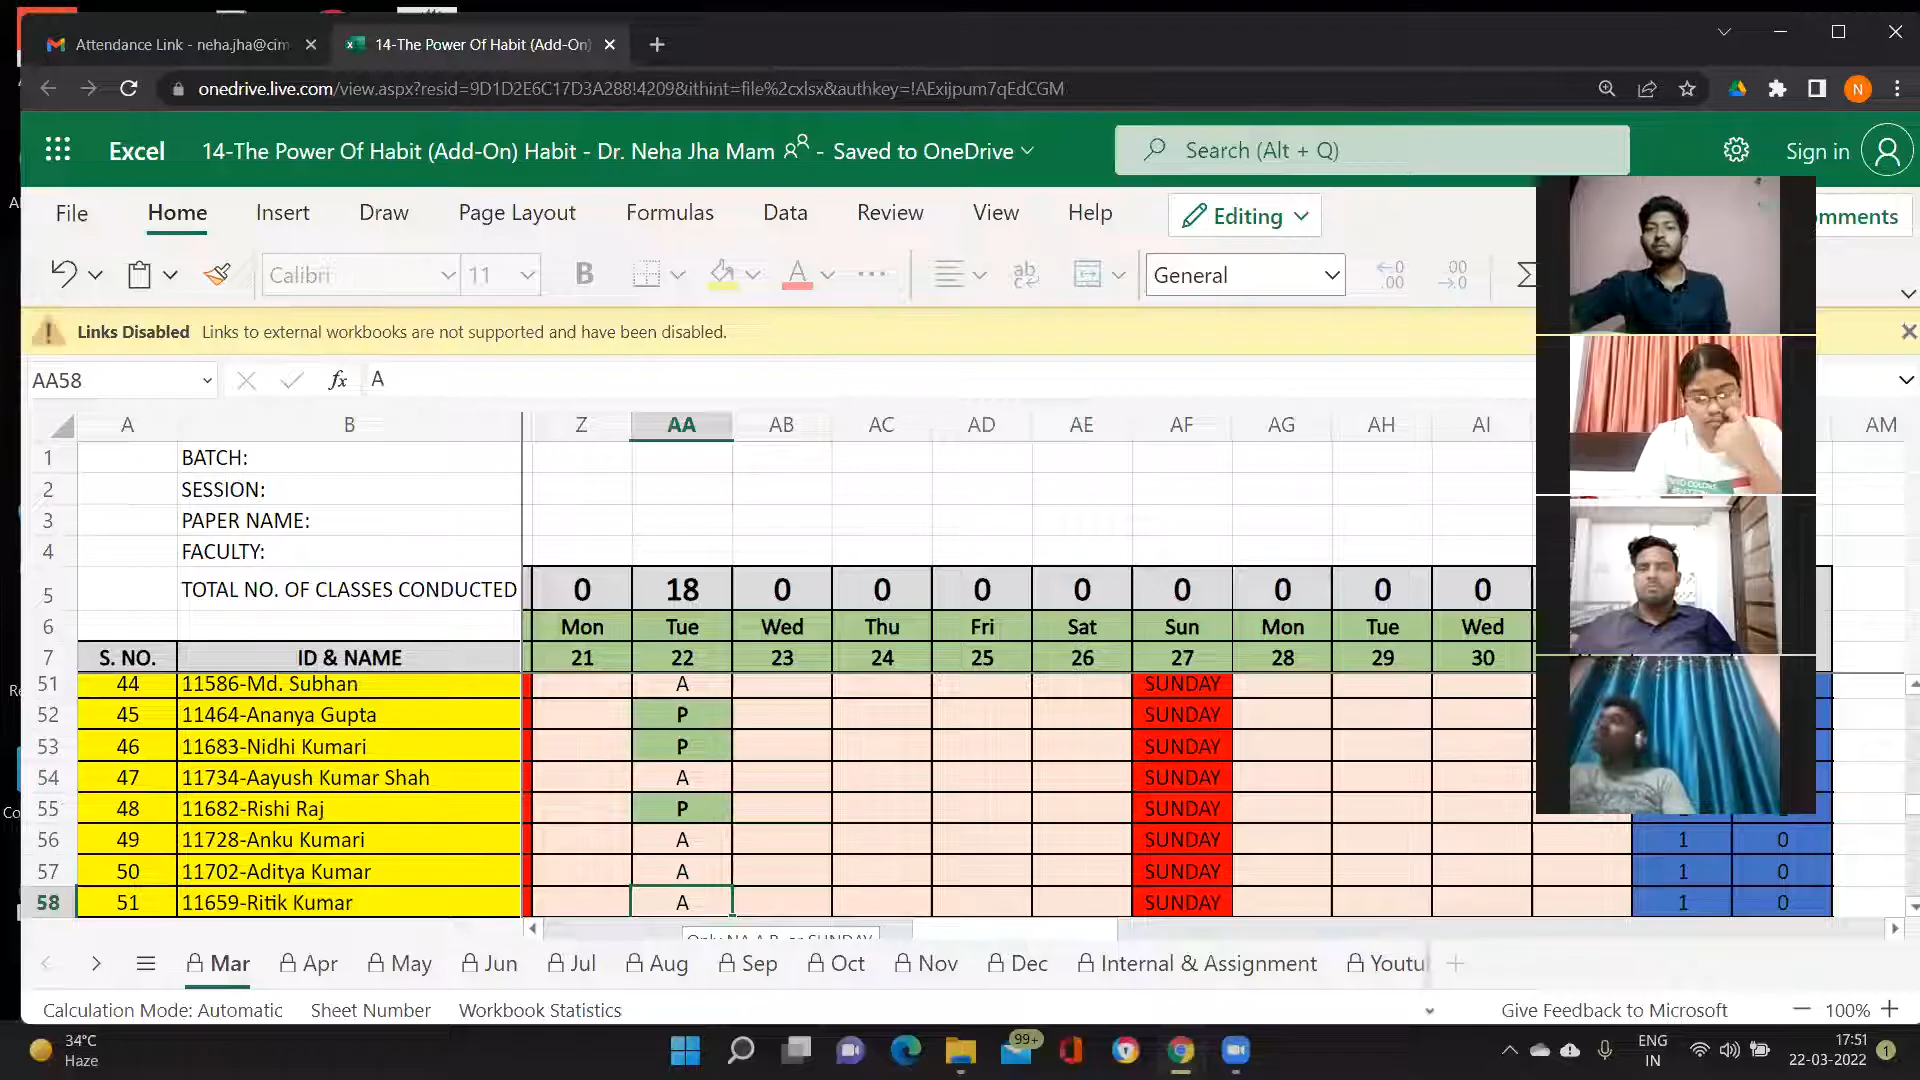 Attendance Link - neha.jha@cim
14-The Power Of Habit (Add-On)
onedrive.live.com/view.aspx?resid=9D1D2E6C17D3A288!4209&ithint=file%2cxlsx&authkey=!AExijpum7qEdCGM
N
Excel 14-The Power Of Habit (Add-On) Habit - Dr. Neha Jha Mam - Saved to OneDrive
Search (Alt + Q)
Sign in
File Home Insert Draw Page Layout Formulas Data Review View Help Editing omments
Calibri 11 B A ab General
Links Disabled Links to external workbooks are not supported and have been disabled.
AA58 fx A
A B Z AA AB AC AD AE AF AG AH AI AM
1 BATCH:
2 SESSION:
3 PAPER NAME:
4 FACULTY:
5 TOTAL NO. OF CLASSES CONDUCTED 0 18 0 0 0 0 0 0 0 0
6 Mon Tue Wed Thu Fri Sat Sun Mon Tue Wed
7 S. NO. ID & NAME 21 22 23 24 25 26 27 28 29 30
51 44 11586-Md. Subhan A SUNDAY
52 45 11464-Ananya Gupta P SUNDAY
53 46 11683-Nidhi Kumari P SUNDAY
54 47 11734-Aayush Kumar Shah A SUNDAY
55 48 11682-Rishi Raj P SUNDAY
56 49 11728-Anku Kumari A SUNDAY 1 0
57 50 11702-Aditya Kumar A SUNDAY 1 0
58 51 11659-Ritik Kumar A SUNDAY 1 0
Mar Apr May Jun Jul Aug Sep Oct Nov Dec Internal & Assignment Youtu
Calculation Mode: Automatic Sheet Number Workbook Statistics Give Feedback to Microsoft 100%
34°C
Haze
99+
ENG
IN
17:51
22-03-2022
1